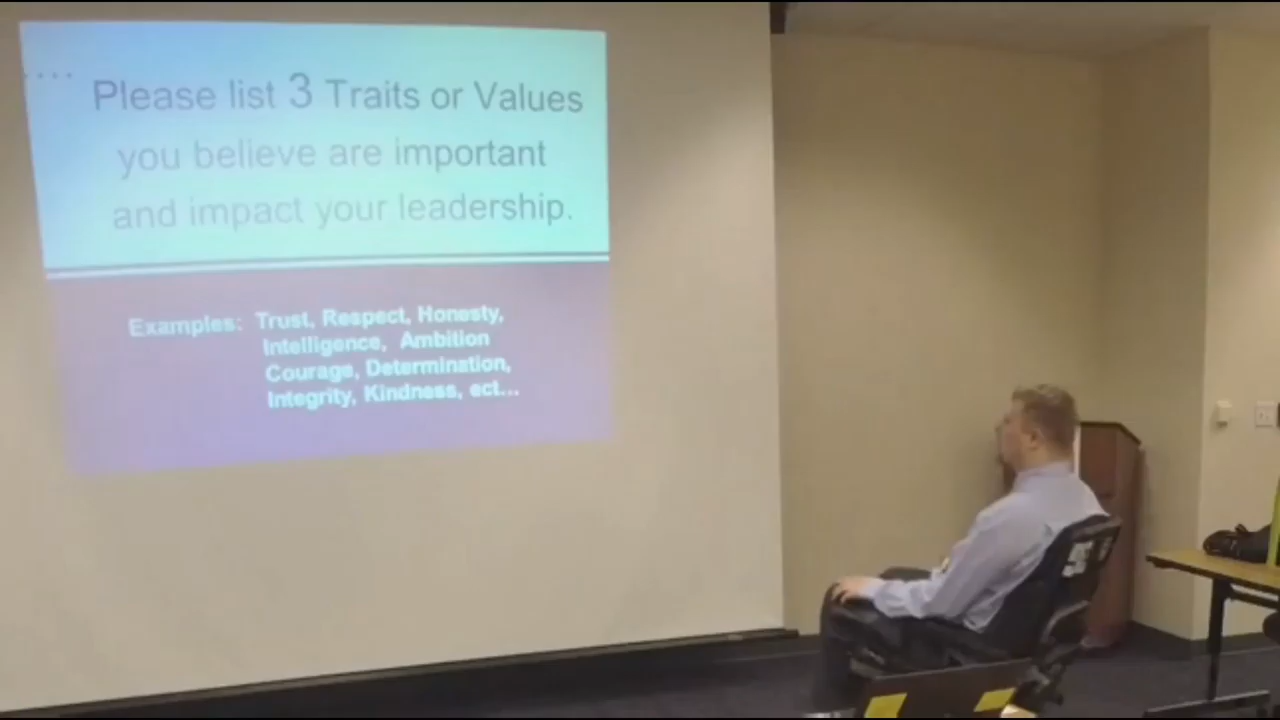 Please list 3 Traits or Values
you believe are important
and impact your leadership.
Examples: Trust, Respect, Honesty,
Intelligence, Ambition
Courage, Determination,
Integrity, Kindness, ect...